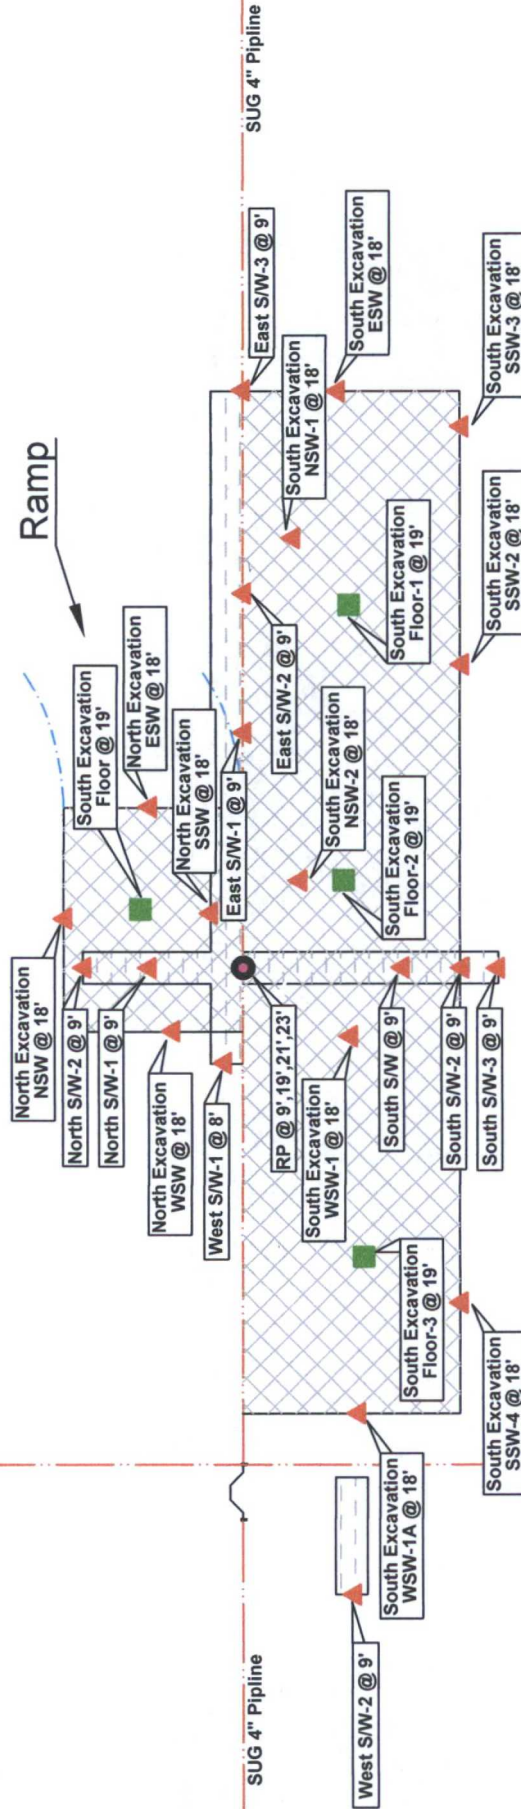 SUG 4" Pipline
Ramp
East S/W-3 @ 9'
South Excavation
ESW @ 18'
South Excavation
NSW-1 @ 18'
South Excavation
SSW-3 @ 18'
South Excavation
Floor-1 @ 19'
South Excavation
SSW-2 @ 18'
East S/W-2 @ 9'
North Excavation
ESW @ 18'
South Excavation
Floor @ 19'
North Excavation
SSW @ 18'
East S/W-1 @ 9'
South Excavation
NSW-2 @ 18'
South Excavation
Floor-2 @ 19'
North Excavation
NSW @ 18'
North S/W-2 @ 9'
North S/W-1 @ 9'
North Excavation
WSW @ 18'
West S/W-1 @ 8'
RP @ 9',19',21',23'
South Excavation
WSW-1 @ 18'
South S/W @ 9'
South S/W-2 @ 9'
South S/W-3 @ 9'
South Excavation
Floor-3 @ 19'
South Excavation
SSW-4 @ 18'
South Excavation
WSW-1A @ 18'
West S/W-2 @ 9'
SUG 4" Pipline